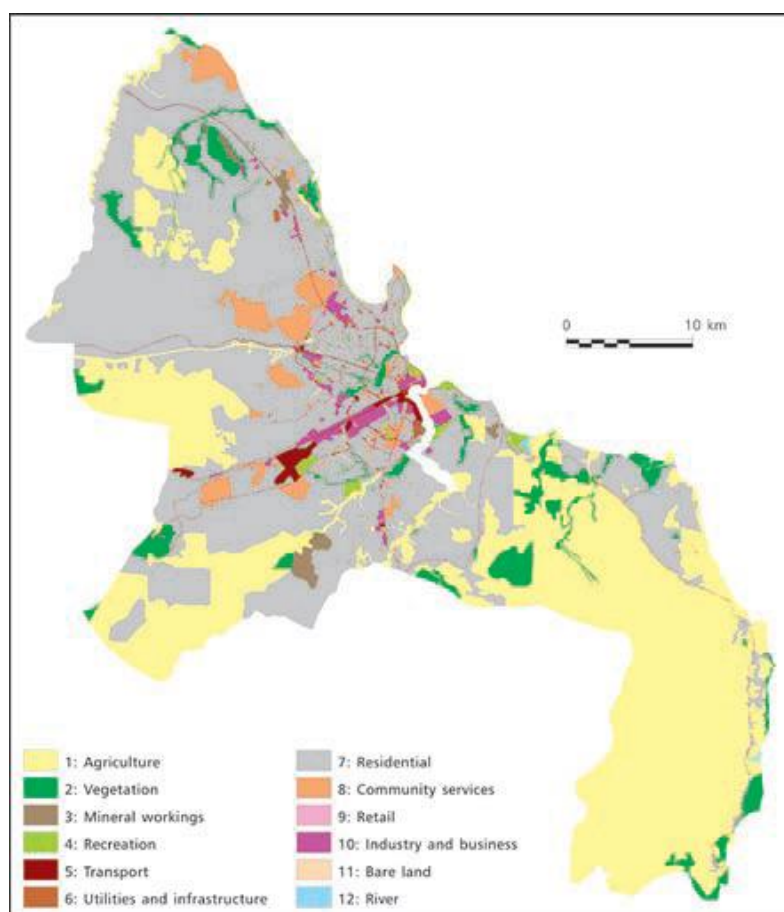 0 10 km
1: Agriculture
2: Vegetation
3: Mineral workings
4: Recreation
5: Transport
6: Utilities and infrastructure
7: Residential
8: Community services
9: Retail
10: Industry and business
11: Bare land
12: River